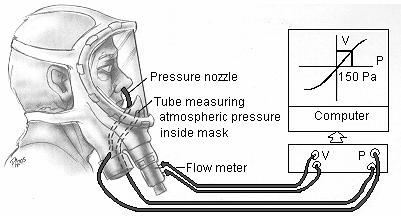 V
P
150 Pa
Computer
Pressure nozzle
Tube measuring
atmospheric pressure
inside mask
Flow meter
V P